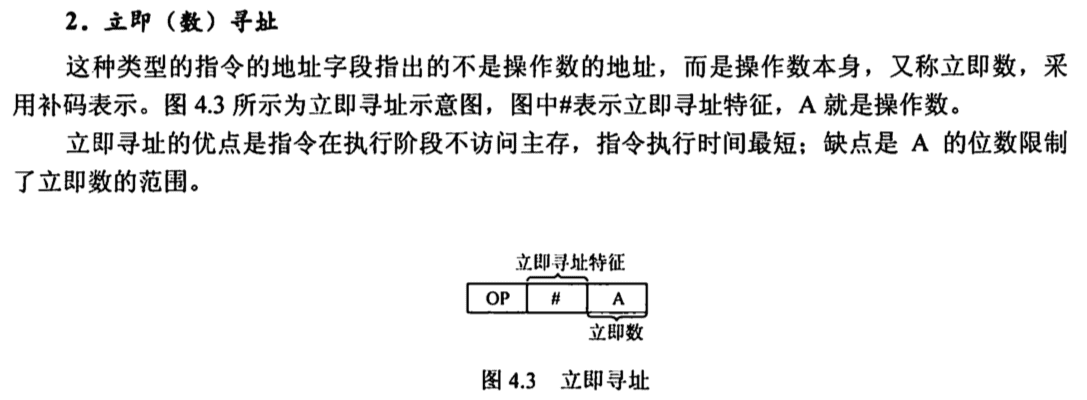 2. 立即（数）寻址
这种类型的指令的地址字段指出的不是操作数的地址，而是操作数本身，又称立即数，采
用补码表示。图 4.3 所示为立即寻址示意图，图中#表示立即寻址特征，A 就是操作数。
立即寻址的优点是指令在执行阶段不访问主存，指令执行时间最短；缺点是 A 的位数限制
了立即数的范围。
立即寻址特征
OP # A
立即数
图 4.3 立即寻址